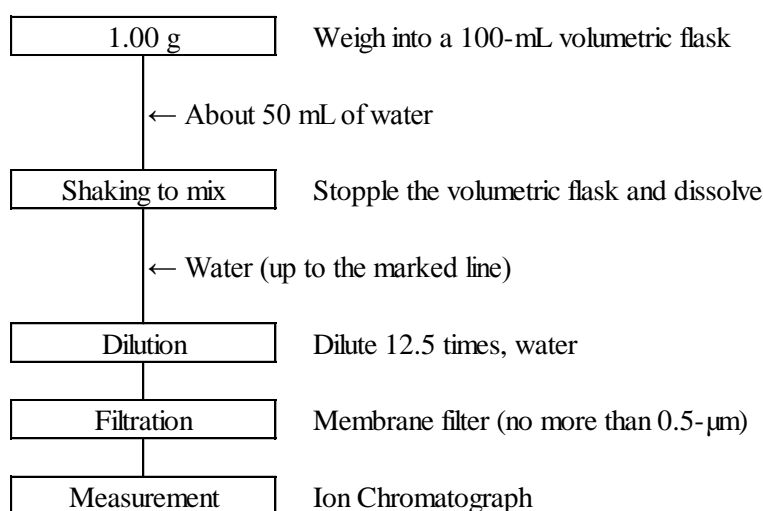 1.00 g Weigh into a 100-mL volumetric flask
← About 50 mL of water
Shaking to mix Stopple the volumetric flask and dissolve
← Water (up to the marked line)
Dilution Dilute 12.5 times, water
Filtration Membrane filter (no more than 0.5-µm)
Measurement Ion Chromatograph